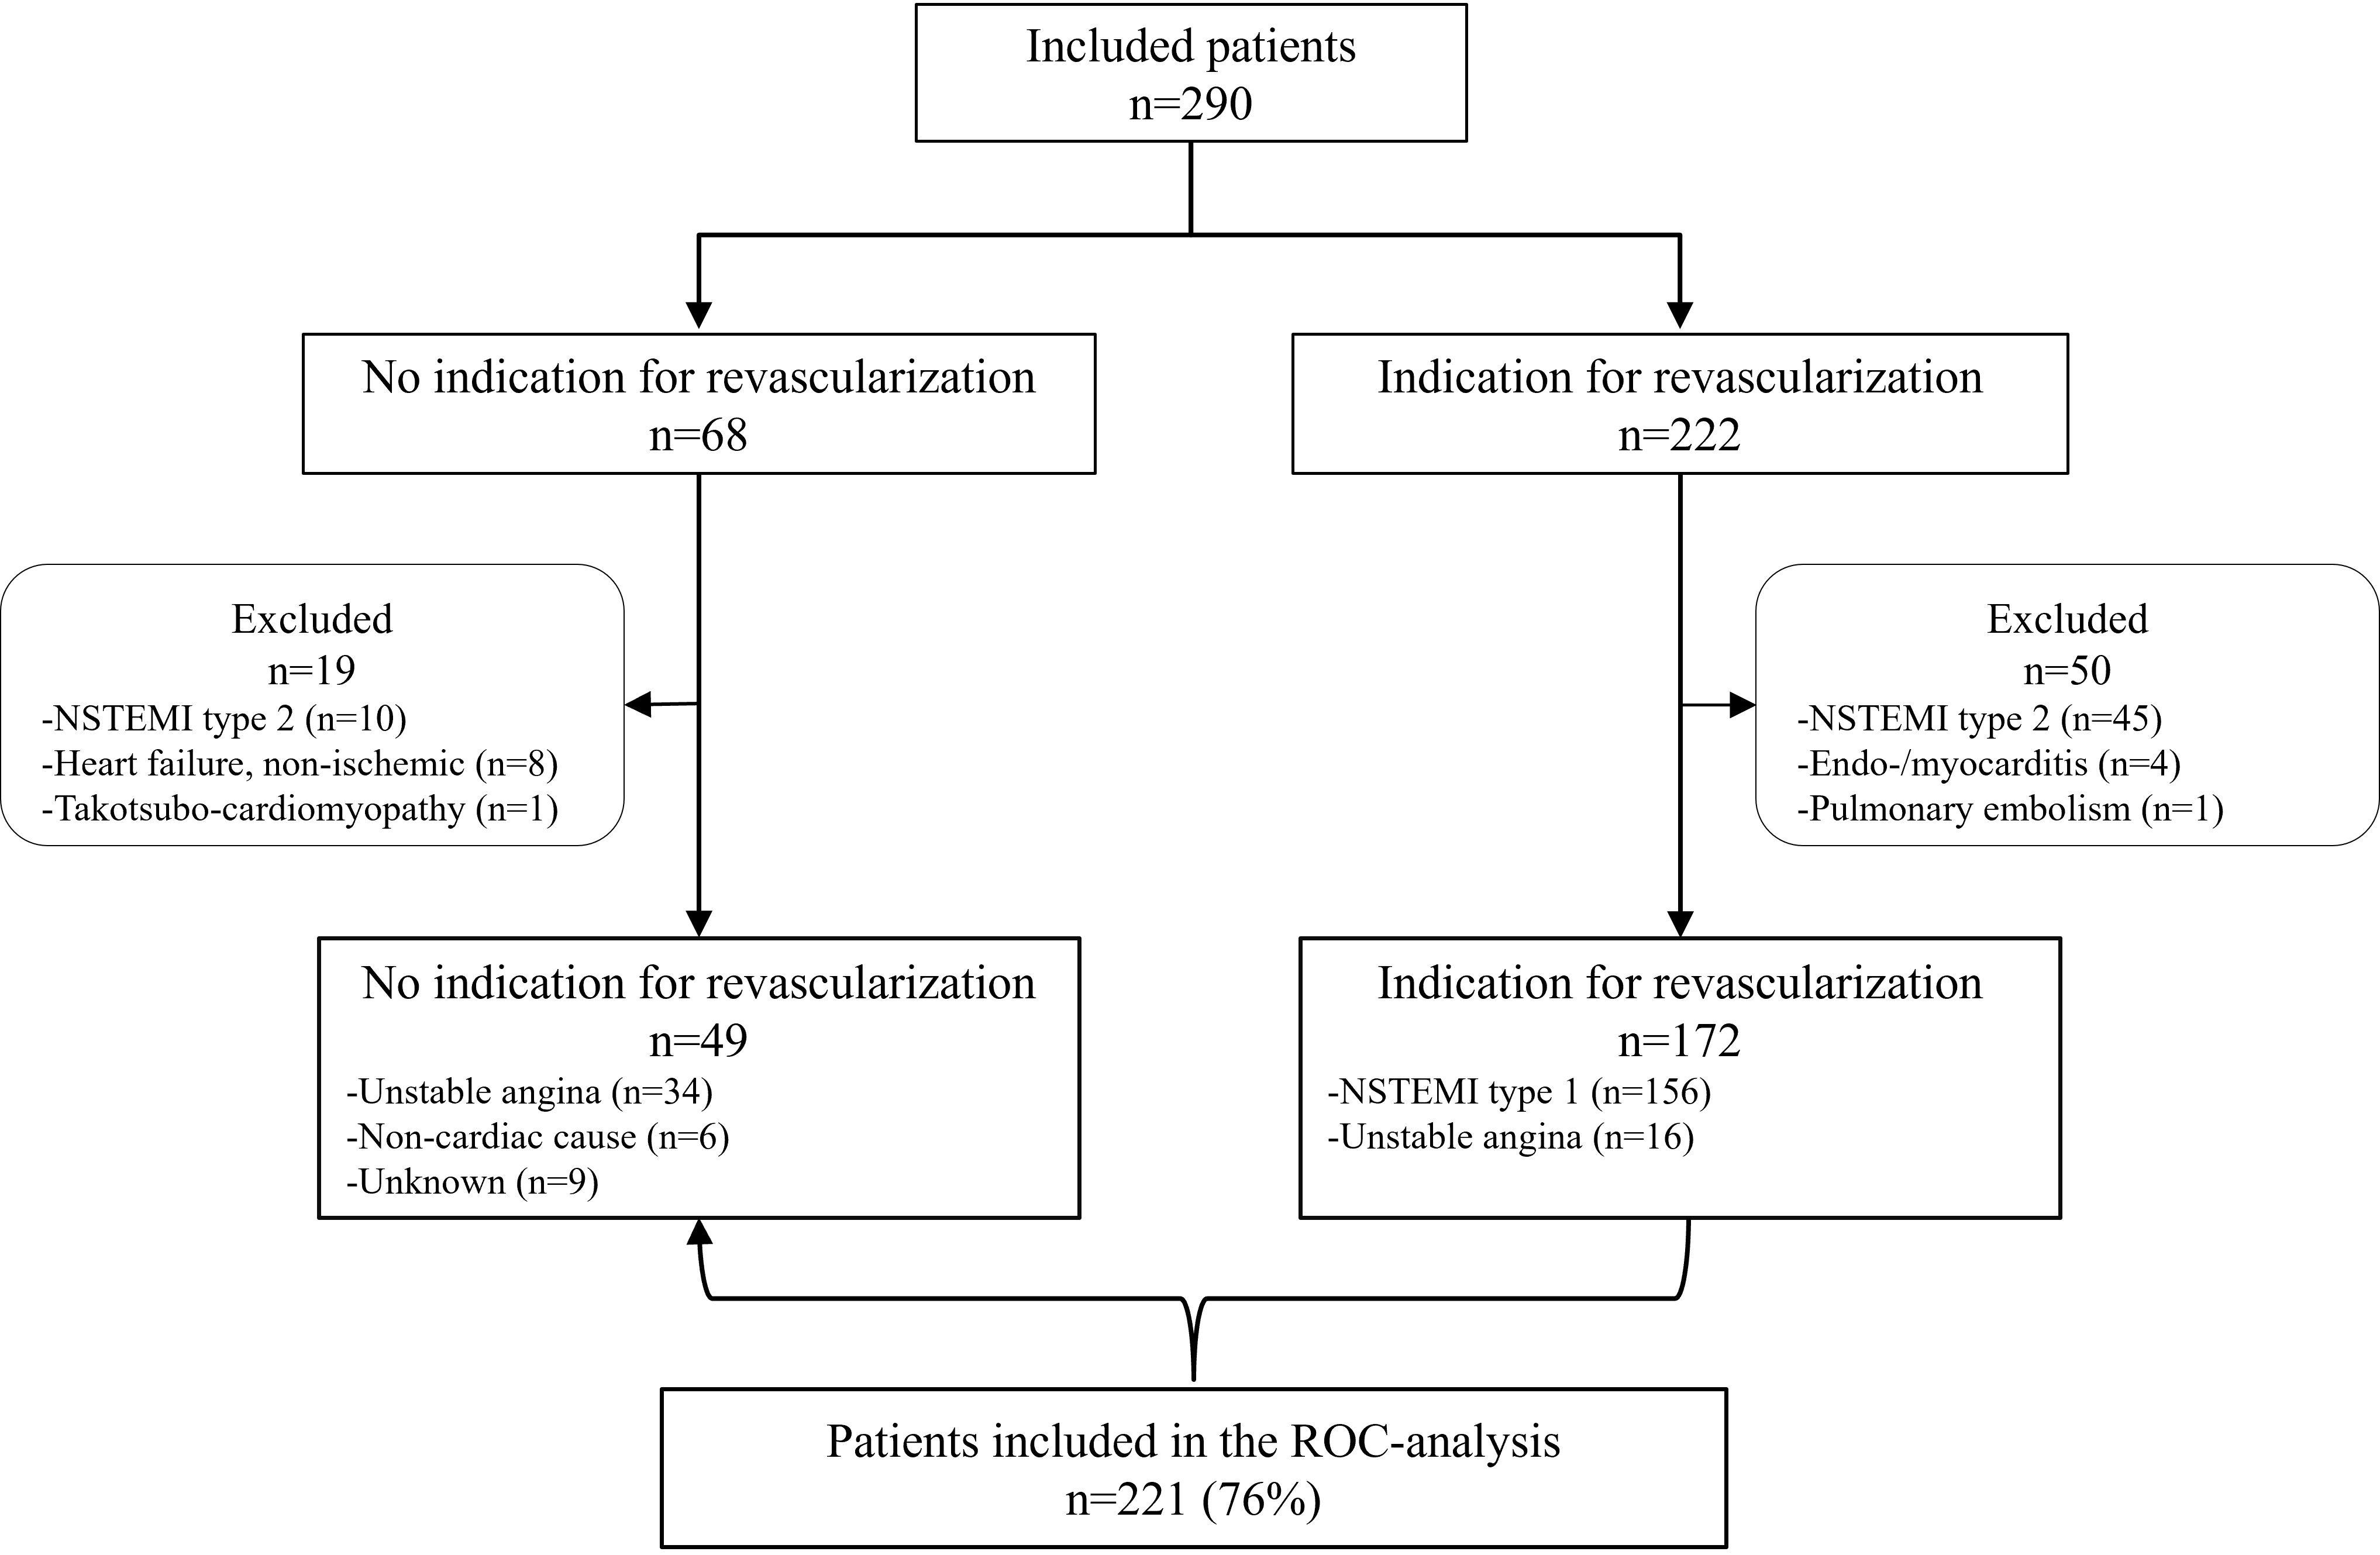 Included patients
n=290
No indication for revascularization
n=68
Indication for revascularization
n=222
Excluded
n=19
-NSTEMI type 2 (n=10)
-Heart failure, non-ischemic (n=8)
-Takotsubo-cardiomyopathy (n=1)
Excluded
n=50
-NSTEMI type 2 (n=45)
-Endo-/myocarditis (n=4)
-Pulmonary embolism (n=1)
No indication for revascularization
n=49
-Unstable angina (n=34)
-Non-cardiac cause (n=6)
-Unknown (n=9)
Indication for revascularization
n=172
-NSTEMI type 1 (n=156)
-Unstable angina (n=16)
Patients included in the ROC-analysis
n=221 (76%)